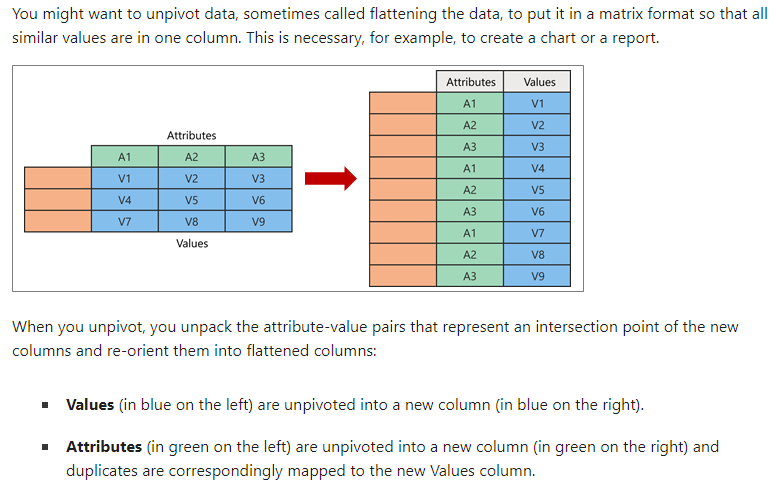 You might want to unpivot data, sometimes called flattening the data, to put it in a matrix format so that all
similar values are in one column. This is necessary, for example, to create a chart or a report.
Attributes
A1 A2 A3
V1 V2 V3
V4 V5 V6
V7 V8 V9
Values
Attributes Values
A1 V1
A2 V2
A3 V3
A1 V4
A2 V5
A3 V6
A1 V7
A2 V8
A3 V9
When you unpivot, you unpack the attribute-value pairs that represent an intersection point of the new
columns and re-orient them into flattened columns:
▪ Values (in blue on the left) are unpivoted into a new column (in blue on the right).
▪ Attributes (in green on the left) are unpivoted into a new column (in green on the right) and
duplicates are correspondingly mapped to the new Values column.